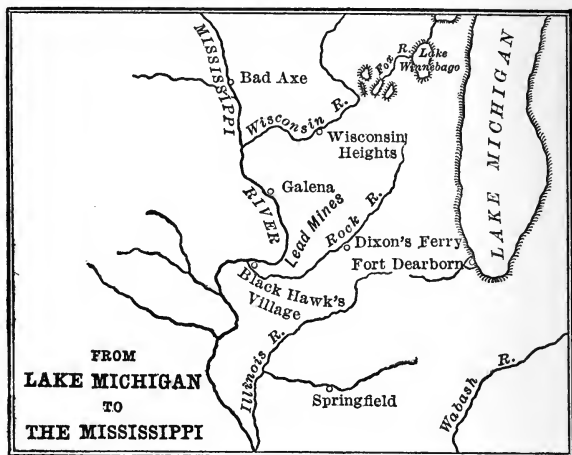 MISSISSIPPI
RIVER
Bad Axe
Wisconsin R.
Fox R.
Lake
Winnebago
LAKE MICHIGAN
Wisconsin
Heights
Galena
Lead Mines
Rock R.
Dixon's Ferry
Fort Dearborn
Black Hawk's
Village
Illinois R.
Springfield
Wabash R.
FROM
LAKE MICHIGAN
TO
THE MISSISSIPPI